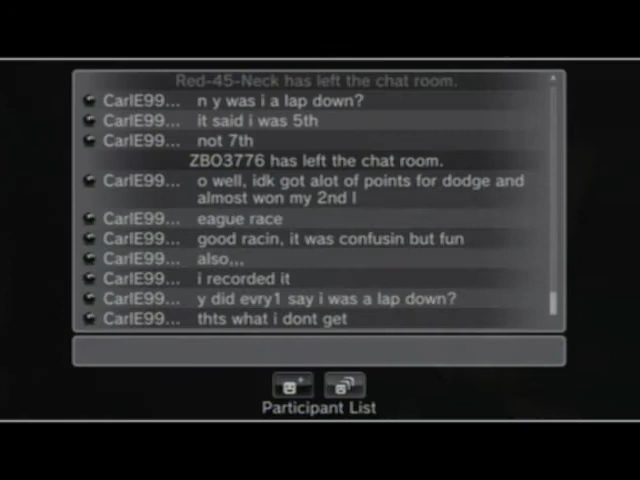 Red-45-Neck has left the chat room.
CarlE99... n y was i a lap down?
CarlE99... it said i was 5th
CarlE99... not 7th
ZBO3776 has left the chat room.
CarlE99... o well, idk got alot of points for dodge and
almost won my 2nd l
CarlE99... eague race
CarlE99... good racin, it was confusin but fun
CarlE99... also,,,
CarlE99... i recorded it
CarlE99... y did evry1 say i was a lap down?
CarlE99... thts what i dont get
Participant List